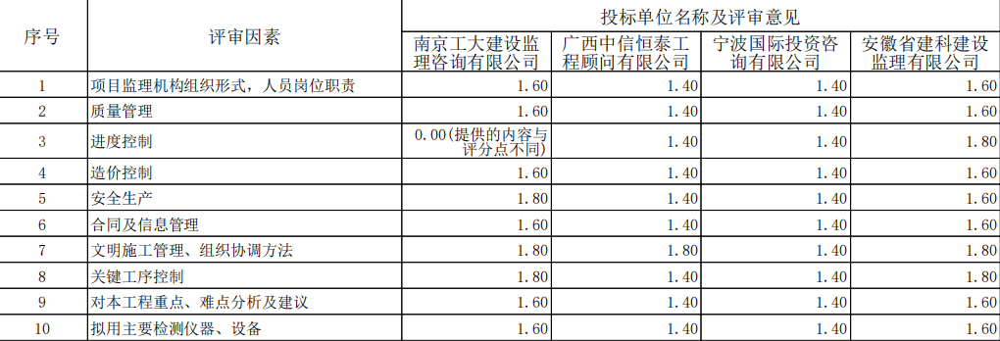 序号 评审因素 投标单位名称及评审意见
南京工大建设监理咨询有限公司 广西中信恒泰工程顾问有限公司 宁波国际投资咨询有限公司 安徽省建科建设监理有限公司
1 项目监理机构组织形式，人员岗位职责 1.60 1.40 1.40 1.60
2 质量管理 1.60 1.40 1.40 1.60
3 进度控制 0.00(提供的内容与评分点不同) 1.40 1.40 1.80
4 造价控制 1.60 1.40 1.40 1.60
5 安全生产 1.80 1.40 1.40 1.60
6 合同及信息管理 1.60 1.40 1.40 1.60
7 文明施工管理、组织协调方法 1.80 1.80 1.40 1.80
8 关键工序控制 1.80 1.40 1.40 1.80
9 对本工程重点、难点分析及建议 1.60 1.40 1.40 1.60
10 拟用主要检测仪器、设备 1.60 1.40 1.40 1.60